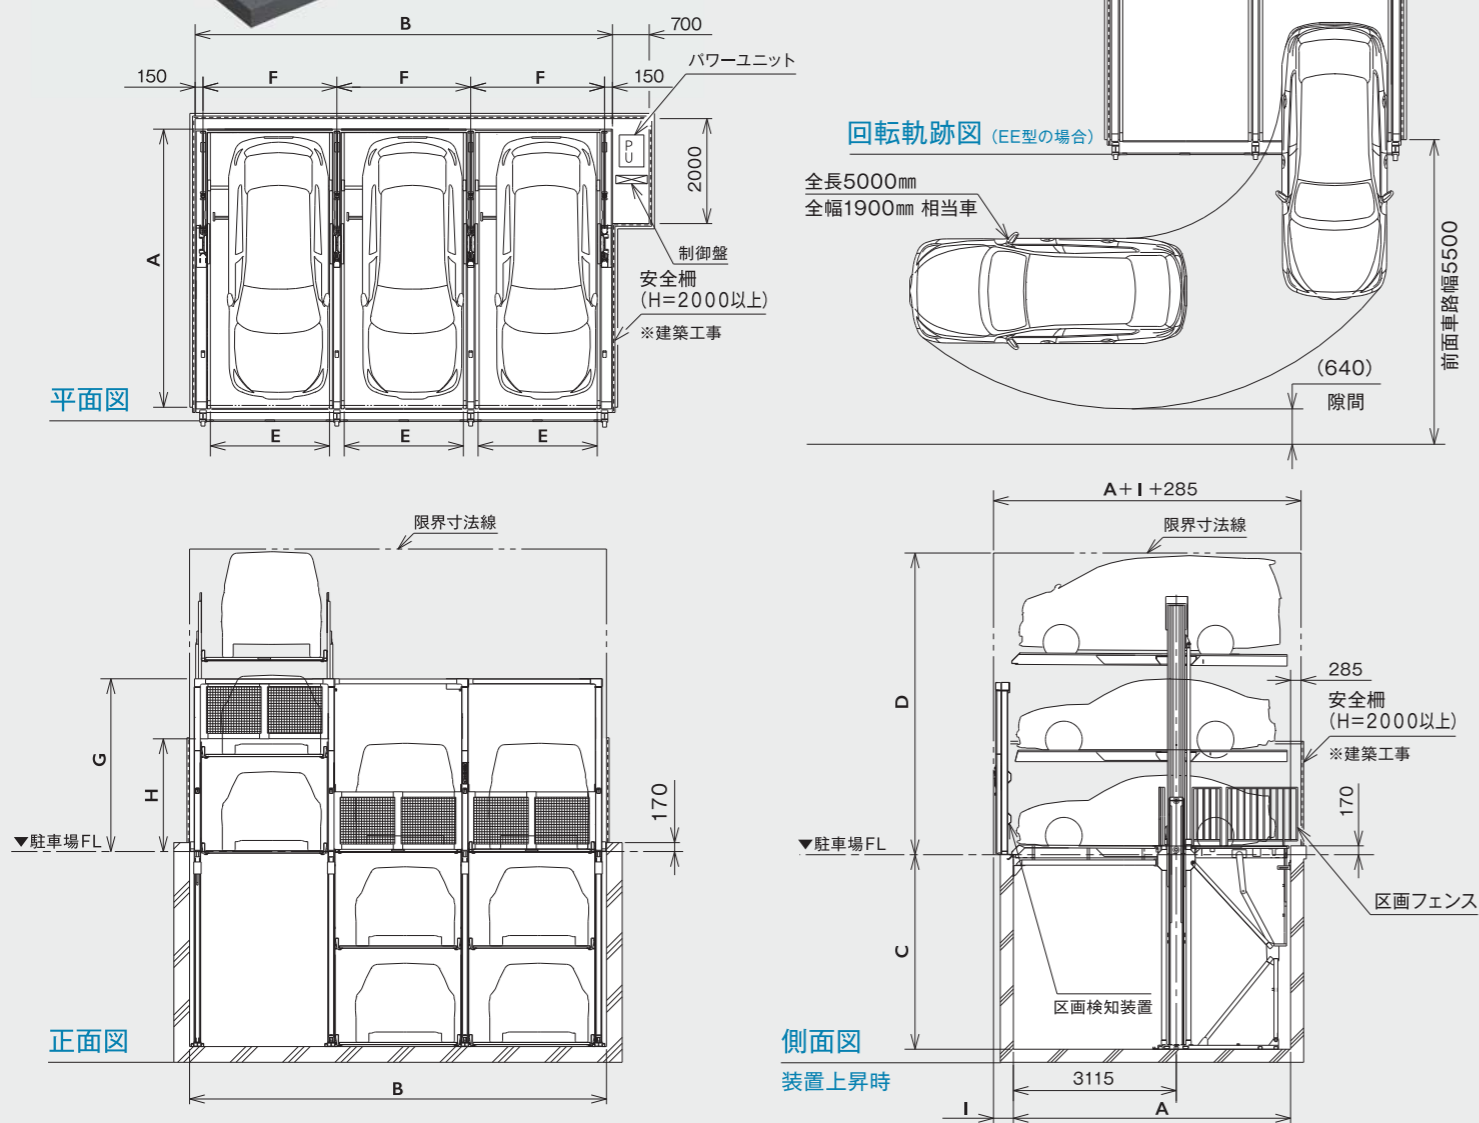 B
700
パワーユニット
150
F
F
F
150
P
U
2000
A
制御盤
安全柵
(H=2000以上)
※建築工事
平面図
E
E
E
回転軌跡図 (EE型の場合)
全長5000㎜
全幅1900㎜ 相当車
前面車路幅5500
(640)
隙間
限界寸法線
G
H
170
▼駐車場FL
正面図
B
A+I+285
限界寸法線
D
285
安全柵
(H=2000以上)
※建築工事
170
▼駐車場FL
区画フェンス
C
区画検知装置
側面図
装置上昇時
3115
I
A